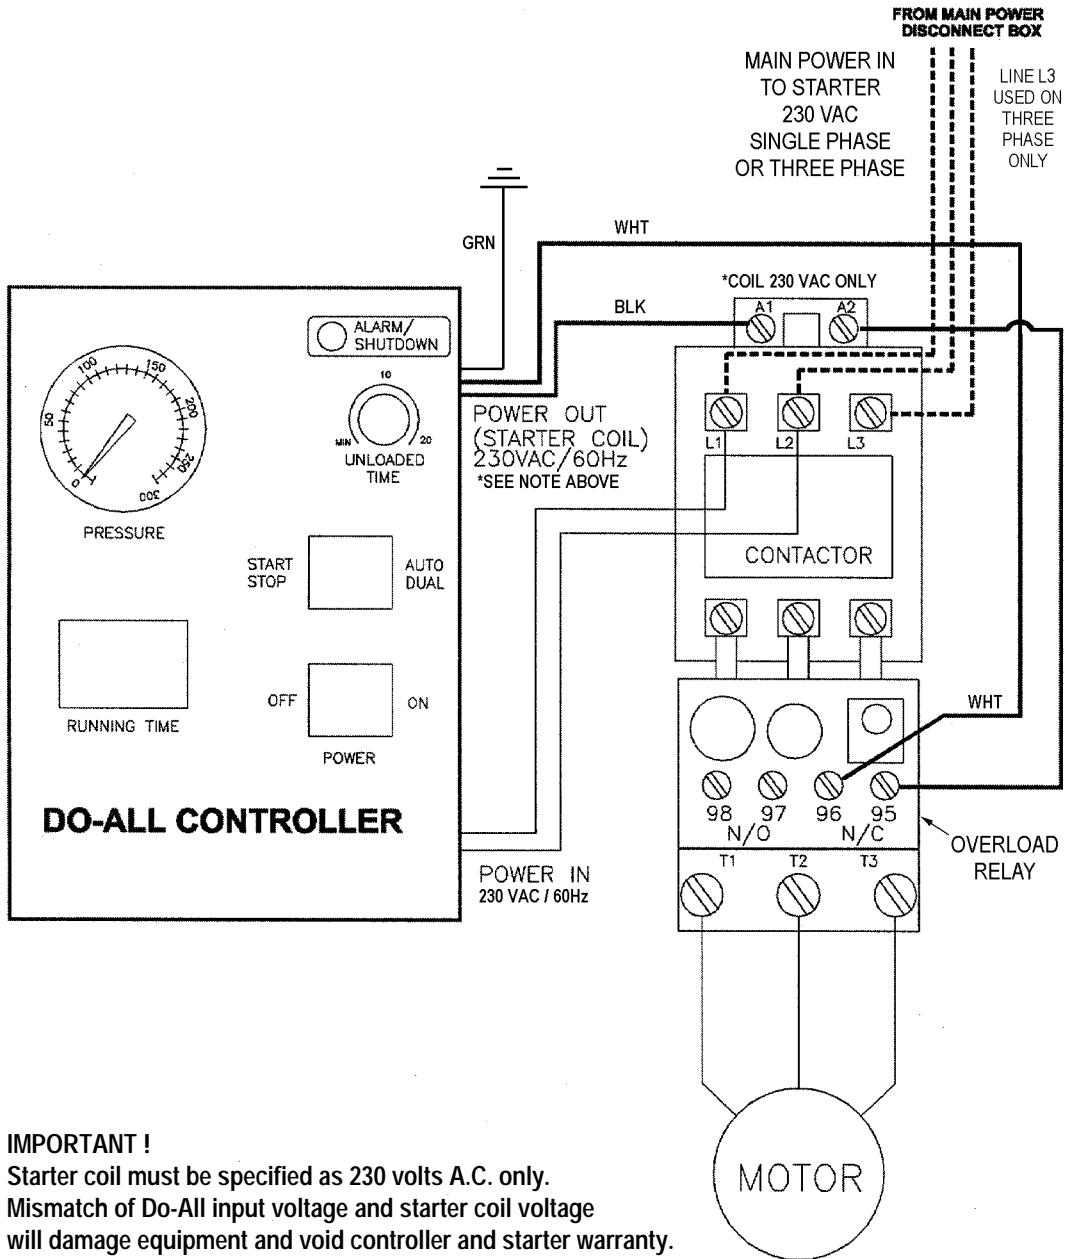 FROM MAIN POWER
DISCONNECT BOX
MAIN POWER IN
TO STARTER
230 VAC
SINGLE PHASE
OR THREE PHASE
LINE L3
USED ON
THREE
PHASE
ONLY
GRN
WHT
*COIL 230 VAC ONLY
BLK
A1
A2
ALARM/
SHUTDOWN
0
50
100
150
200
250
300
PRESSURE
MIN
10
20
UNLOADED
TIME
POWER OUT
(STARTER COIL)
230VAC/60Hz
*SEE NOTE ABOVE
L1
L2
L3
CONTACTOR
START
STOP
AUTO
DUAL
RUNNING TIME
OFF
ON
POWER
WHT
DO-ALL CONTROLLER
98
97
96
95
N/O
N/C
OVERLOAD
RELAY
T1
T2
T3
POWER IN
230 VAC / 60Hz
MOTOR
IMPORTANT !
Starter coil must be specified as 230 volts A.C. only.
Mismatch of Do-All input voltage and starter coil voltage
will damage equipment and void controller and starter warranty.